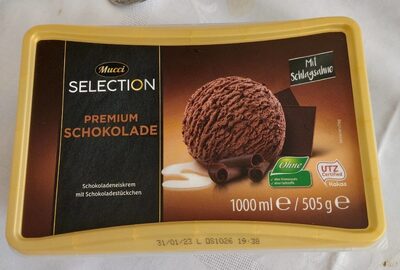 Mucci
SELECTION
PREMIUM
SCHOKOLADE
Schokoladeneiskrem
mit Schokoladestückchen
Mit
Schlagsahne
Ohne
UTZ
Certified
Kakao
1000 ml ℮ / 505 g ℮
31/01/23 L DS1026 19:38